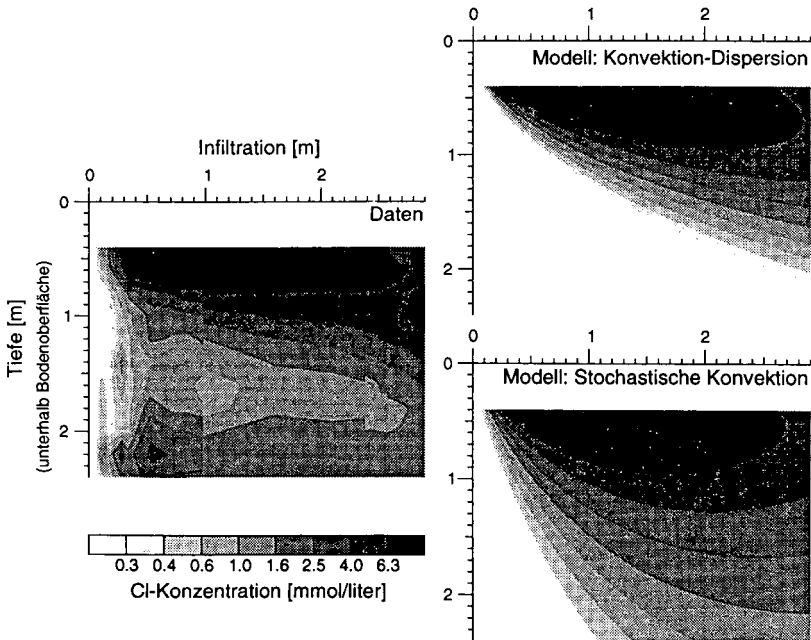 Infiltration [m]
0 1 2
0
Daten
1
2
Tiefe [m]
(unterhalb Bodenoberfläche)
0.3 0.4 0.6 1.0 1.6 2.5 4.0 6.3
Cl-Konzentration [mmol/liter]
0 1 2
0
Modell: Konvektion-Dispersion
1
2
0 1 2
0
Modell: Stochastische Konvektion
1
2